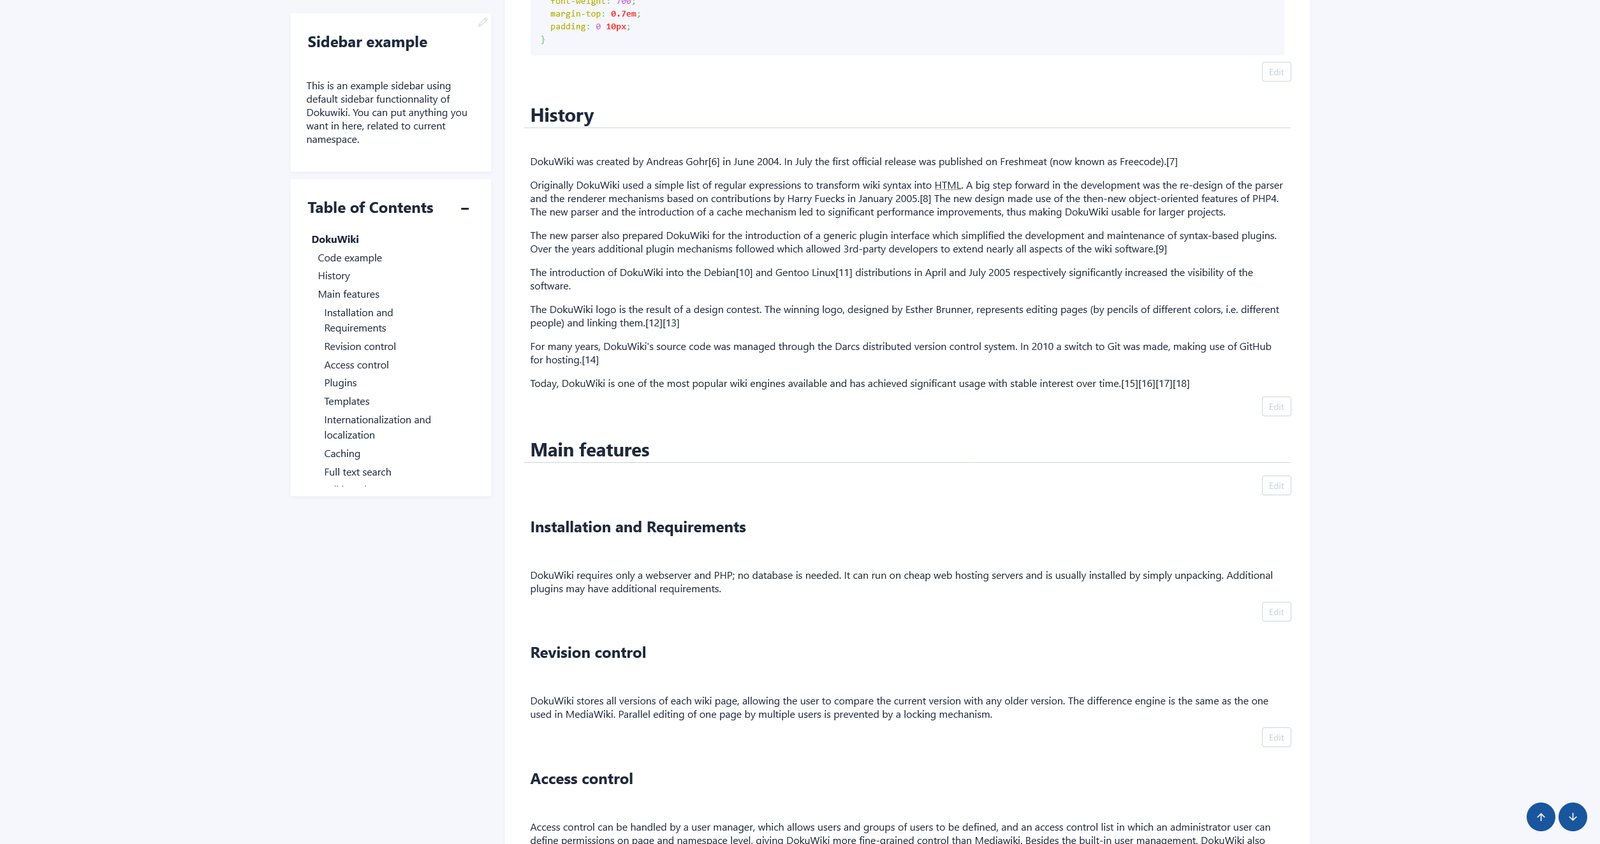 Sidebar example
This is an example sidebar using
default sidebar functionnality of
Dokuwiki. You can put anything you
want in here, related to current
namespace.
Table of Contents −
DokuWiki
Code example
History
Main features
Installation and
Requirements
Revision control
Access control
Plugins
Templates
Internationalization and
localization
Caching
Full text search
font-weight: 700;
margin-top: 0.7em;
padding: 0 10px;
}
Edit
History
DokuWiki was created by Andreas Gohr[6] in June 2004. In July the first official release was published on Freshmeat (now known as Freecode).[7]
Originally DokuWiki used a simple list of regular expressions to transform wiki syntax into HTML. A big step forward in the development was the re-design of the parser
and the renderer mechanisms based on contributions by Harry Fuecks in January 2005.[8] The new design made use of the then-new object-oriented features of PHP4.
The new parser and the introduction of a cache mechanism led to significant performance improvements, thus making DokuWiki usable for larger projects.
The new parser also prepared DokuWiki for the introduction of a generic plugin interface which simplified the development and maintenance of syntax-based plugins.
Over the years additional plugin mechanisms followed which allowed 3rd-party developers to extend nearly all aspects of the wiki software.[9]
The introduction of DokuWiki into the Debian[10] and Gentoo Linux[11] distributions in April and July 2005 respectively significantly increased the visibility of the
software.
The DokuWiki logo is the result of a design contest. The winning logo, designed by Esther Brunner, represents editing pages (by pencils of different colors, i.e. different
people) and linking them.[12][13]
For many years, DokuWiki's source code was managed through the Darcs distributed version control system. In 2010 a switch to Git was made, making use of GitHub
for hosting.[14]
Today, DokuWiki is one of the most popular wiki engines available and has achieved significant usage with stable interest over time.[15][16][17][18]
Edit
Main features
Edit
Installation and Requirements
DokuWiki requires only a webserver and PHP; no database is needed. It can run on cheap web hosting servers and is usually installed by simply unpacking. Additional
plugins may have additional requirements.
Edit
Revision control
DokuWiki stores all versions of each wiki page, allowing the user to compare the current version with any older version. The difference engine is the same as the one
used in MediaWiki. Parallel editing of one page by multiple users is prevented by a locking mechanism.
Edit
Access control
Access control can be handled by a user manager, which allows users and groups of users to be defined, and an access control list in which an administrator user can
define permissions on page and namespace level, giving DokuWiki more fine-grained control than Mediawiki. Besides the built-in user management, DokuWiki also